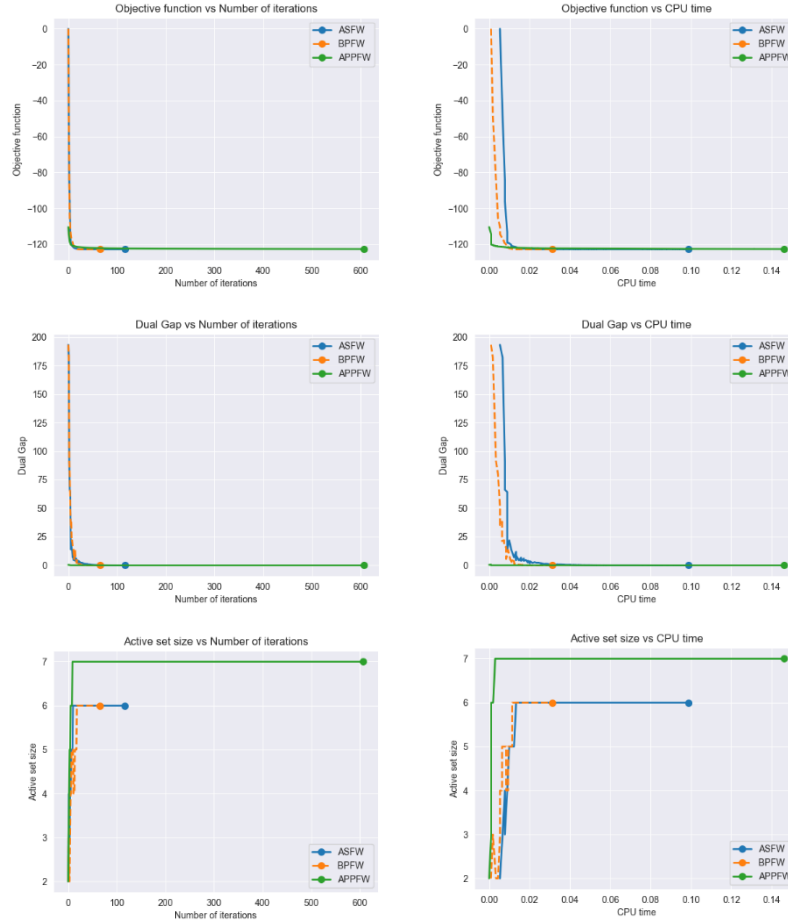 Objective function vs Number of iterations
0
−20
−40
−60
−80
−100
−120
Objective function
0 100 200 300 400 500 600
Number of iterations
ASFW
BPFW
APPFW
Objective function vs CPU time
0
−20
−40
−60
−80
−100
−120
Objective function
0.00 0.02 0.04 0.06 0.08 0.10 0.12 0.14
CPU time
ASFW
BPFW
APPFW
Dual Gap vs Number of iterations
200
175
150
125
100
75
50
25
0
Dual Gap
0 100 200 300 400 500 600
Number of iterations
ASFW
BPFW
APPFW
Dual Gap vs CPU time
200
175
150
125
100
75
50
25
0
Dual Gap
0.00 0.02 0.04 0.06 0.08 0.10 0.12 0.14
CPU time
ASFW
BPFW
APPFW
Active set size vs Number of iterations
7
6
5
4
3
2
Active set size
0 100 200 300 400 500 600
Number of iterations
ASFW
BPFW
APPFW
Active set size vs CPU time
7
6
5
4
3
2
Active set size
0.00 0.02 0.04 0.06 0.08 0.10 0.12 0.14
CPU time
ASFW
BPFW
APPFW